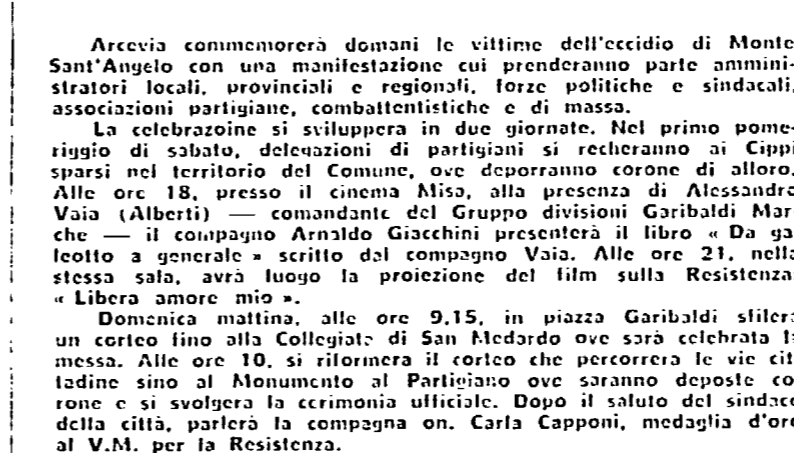 Arcevia commemorerà domani le vittime dell'eccidio di Monte
Sant'Angelo con una manifestazione cui prenderanno parte ammini-
stratori locali, provinciali e regionali, forze politiche e sindacali,
associazioni partigiane, combattentistiche e di massa.
La celebrazoine si svilupperà in due giornate. Nel primo pome-
riggio di sabato, delegazioni di partigiani si recheranno ai Cippi
sparsi nel territorio del Comune, ove deporranno corone di alloro.
Alle ore 18, presso il cinema Misa, alla presenza di Alessandro
Vaia (Alberti) — comandante del Gruppo divisioni Garibaldi Mar
che — il compagno Arnaldo Giacchini presenterà il libro « Da ga
leotto a generale » scritto dal compagno Vaia. Alle ore 21, nella
stessa sala, avrà luogo la proiezione del film sulla Resistenza
« Libera amore mio ».
Domenica mattina, alle ore 9,15, in piazza Garibaldi sfilerà
un corteo fino alla Collegiata di San Medardo ove sarà celebrata la
messa. Alle ore 10, si riformerà il corteo che percorrerà le vie cit
tadine sino al Monumento al Partigiano ove saranno deposte co
rone e si svolgerà la cerimonia ufficiale. Dopo il saluto del sindaco
della città, parlerà la compagna on. Carla Capponi, medaglia d'oro
al V.M. per la Resistenza.